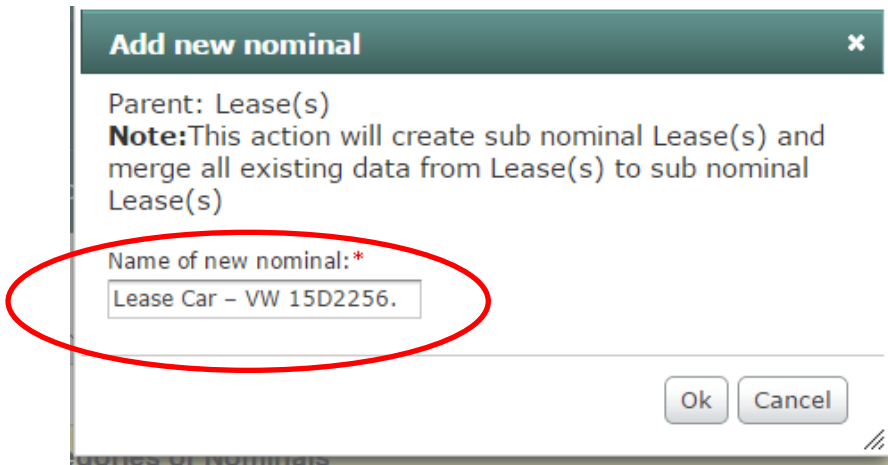 Add new nominal
Parent: Lease(s)
Note:This action will create sub nominal Lease(s) and
merge all existing data from Lease(s) to sub nominal
Lease(s)
Name of new nominal:*
Lease Car – VW 15D2256.
Ok Cancel